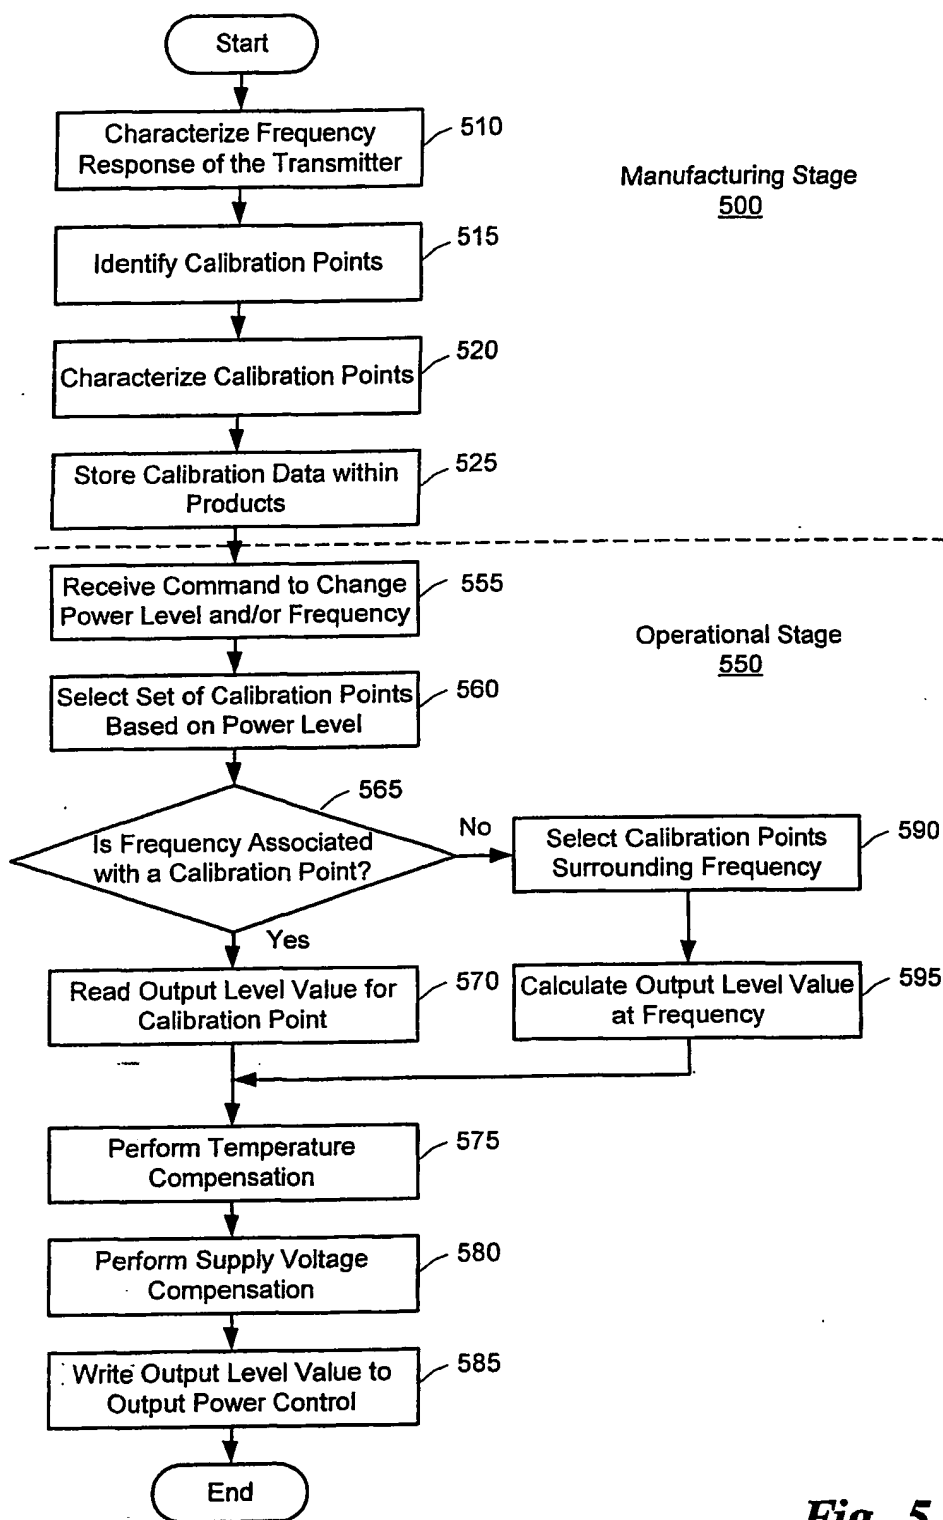 Start
Characterize Frequency
Response of the Transmitter
510
Manufacturing Stage
500
Identify Calibration Points
515
Characterize Calibration Points
520
Store Calibration Data within
Products
525
Receive Command to Change
Power Level and/or Frequency
555
Operational Stage
550
Select Set of Calibration Points
Based on Power Level
560
565
Is Frequency Associated
with a Calibration Point?
No
Select Calibration Points
Surrounding Frequency
590
Yes
Read Output Level Value for
Calibration Point
570
Calculate Output Level Value
at Frequency
595
Perform Temperature
Compensation
575
Perform Supply Voltage
Compensation
580
Write Output Level Value to
Output Power Control
585
End
Fig. 5